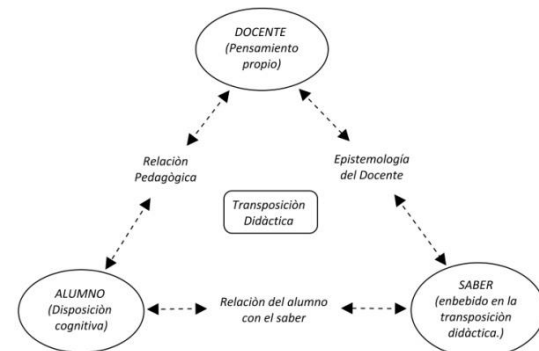 DOCENTE
(Pensamiento
propio)
Relaciòn
Pedagògica
Epistemología
del Docente
Transposiciòn
Didàctica
ALUMNO
(Disposiciòn
cognitiva)
Relaciòn del alumno
con el saber
SABER
(enbebido en la
transposiciòn
didàctica.)